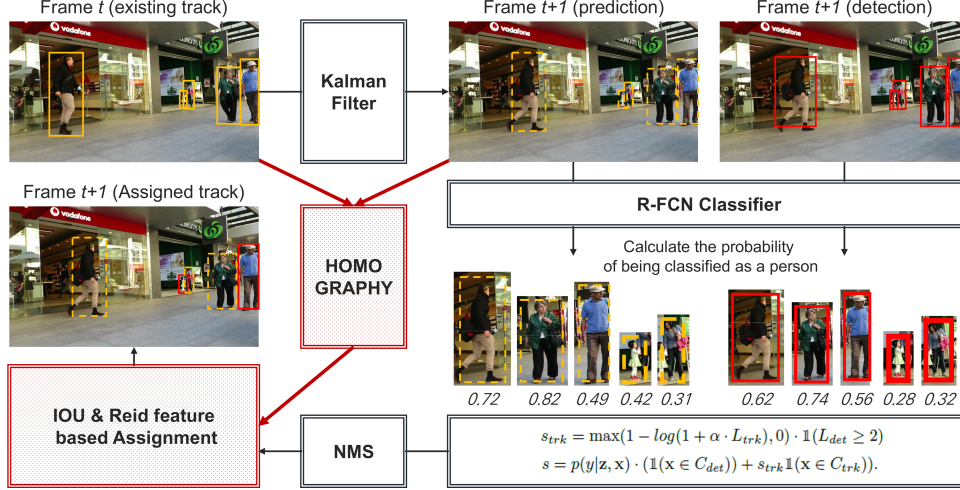 Frame t (existing track)
Frame t+1 (prediction)
Frame t+1 (detection)
vodafone
vodafone
vodafone
Kalman
Filter
Frame t+1 (Assigned track)
vodafone
R-FCN Classifier
Calculate the probability
of being classified as a person
HOMO
GRAPHY
0.72 0.82 0.49 0.42 0.31
0.62 0.74 0.56 0.28 0.32
IOU & Reid feature
based Assignment
NMS
s_{trk} = max(1 − log(1 + α · L_{trk}), 0) · 𝟙(L_{det} ≥ 2)
s = p(y|z, x) · (𝟙(x ∈ C_{det})) + s_{trk}𝟙(x ∈ C_{trk})).